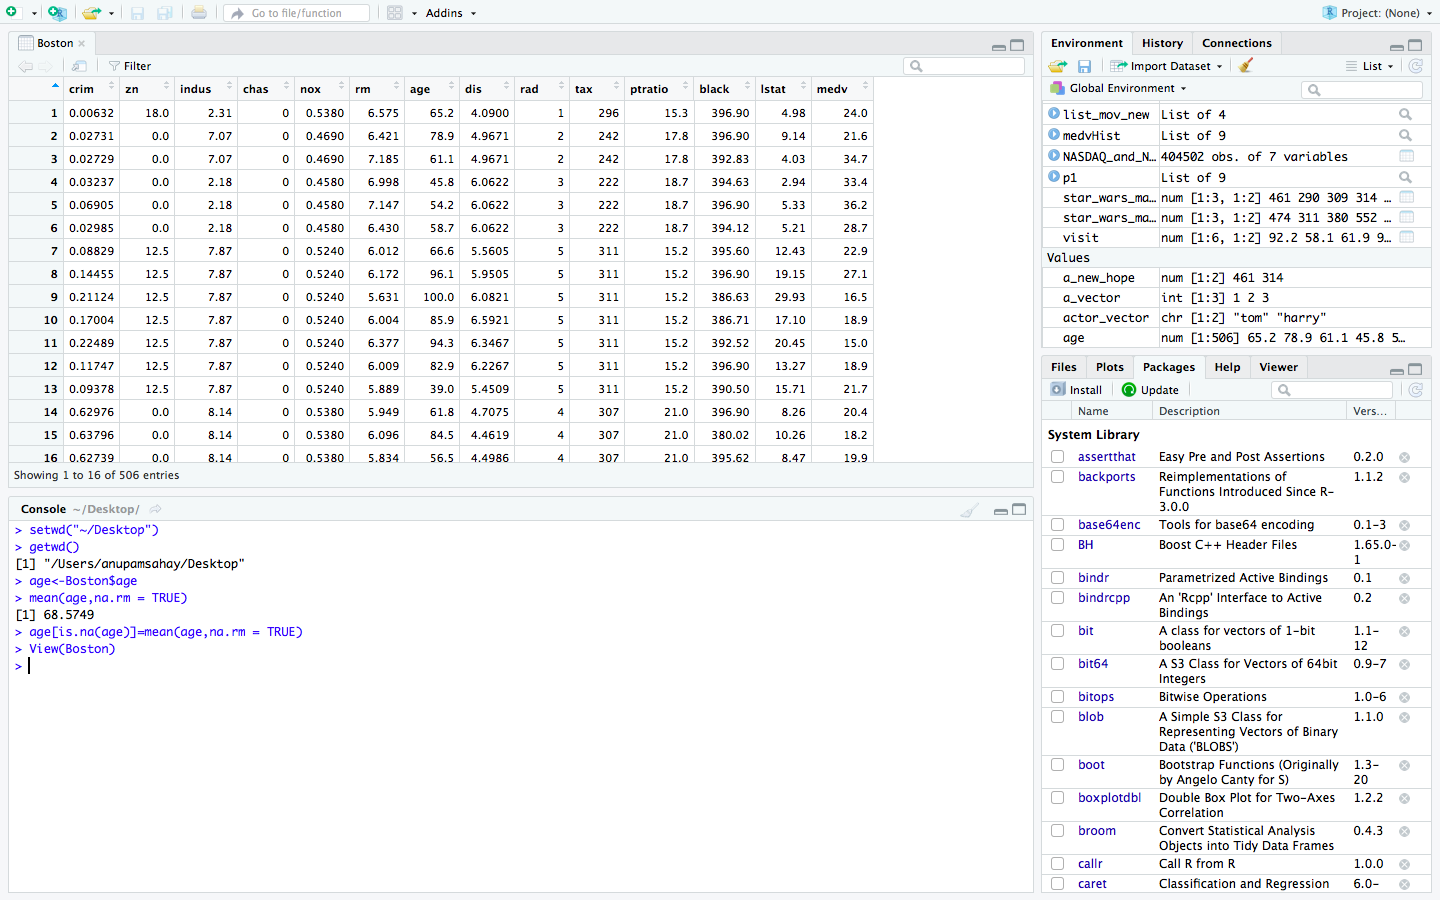 Go to file/function
Addins
Project: (None)
Boston
Filter
crim zn indus chas nox rm age dis rad tax ptratio black lstat medv
1 0.00632 18.0 2.31 0 0.5380 6.575 65.2 4.0900 1 296 15.3 396.90 4.98 24.0
2 0.02731 0.0 7.07 0 0.4690 6.421 78.9 4.9671 2 242 17.8 396.90 9.14 21.6
3 0.02729 0.0 7.07 0 0.4690 7.185 61.1 4.9671 2 242 17.8 392.83 4.03 34.7
4 0.03237 0.0 2.18 0 0.4580 6.998 45.8 6.0622 3 222 18.7 394.63 2.94 33.4
5 0.06905 0.0 2.18 0 0.4580 7.147 54.2 6.0622 3 222 18.7 396.90 5.33 36.2
6 0.02985 0.0 2.18 0 0.4580 6.430 58.7 6.0622 3 222 18.7 394.12 5.21 28.7
7 0.08829 12.5 7.87 0 0.5240 6.012 66.6 5.5605 5 311 15.2 395.60 12.43 22.9
8 0.14455 12.5 7.87 0 0.5240 6.172 96.1 5.9505 5 311 15.2 396.90 19.15 27.1
9 0.21124 12.5 7.87 0 0.5240 5.631 100.0 6.0821 5 311 15.2 386.63 29.93 16.5
10 0.17004 12.5 7.87 0 0.5240 6.004 85.9 6.5921 5 311 15.2 386.71 17.10 18.9
11 0.22489 12.5 7.87 0 0.5240 6.377 94.3 6.3467 5 311 15.2 392.52 20.45 15.0
12 0.11747 12.5 7.87 0 0.5240 6.009 82.9 6.2267 5 311 15.2 396.90 13.27 18.9
13 0.09378 12.5 7.87 0 0.5240 5.889 39.0 5.4509 5 311 15.2 390.50 15.71 21.7
14 0.62976 0.0 8.14 0 0.5380 5.949 61.8 4.7075 4 307 21.0 396.90 8.26 20.4
15 0.63796 0.0 8.14 0 0.5380 6.096 84.5 4.4619 4 307 21.0 380.02 10.26 18.2
16 0.62739 0.0 8.14 0 0.5380 5.834 56.5 4.4986 4 307 21.0 395.62 8.47 19.9
Showing 1 to 16 of 506 entries
Console ~/Desktop/
> setwd("~/Desktop")
> getwd()
[1] "/Users/anupamsahay/Desktop"
> age<-Boston$age
> mean(age,na.rm = TRUE)
[1] 68.5749
> age[is.na(age)]=mean(age,na.rm = TRUE)
> View(Boston)
>
Environment History Connections
Import Dataset List
Global Environment
list_mov_new List of 4
medvHist List of 9
NASDAQ_and_N... 404502 obs. of 7 variables
p1 List of 9
star_wars_ma... num [1:3, 1:2] 461 290 309 314 ...
star_wars_ma... num [1:3, 1:2] 474 311 380 552 ...
visit num [1:6, 1:2] 92.2 58.1 61.9 9...
Values
a_new_hope num [1:2] 461 314
a_vector int [1:3] 1 2 3
actor_vector chr [1:2] "tom" "harry"
age num [1:506] 65.2 78.9 61.1 45.8 5...
Files Plots Packages Help Viewer
Install Update
Name Description Vers...
System Library
assertthat Easy Pre and Post Assertions 0.2.0
backports Reimplementations of 1.1.2
Functions Introduced Since R-
3.0.0
base64enc Tools for base64 encoding 0.1-3
BH Boost C++ Header Files 1.65.0-
1
bindr Parametrized Active Bindings 0.1
bindrcpp An 'Rcpp' Interface to Active 0.2
Bindings
bit A class for vectors of 1-bit 1.1-
booleans 12
bit64 A S3 Class for Vectors of 64bit 0.9-7
Integers
bitops Bitwise Operations 1.0-6
blob A Simple S3 Class for 1.1.0
Representing Vectors of Binary
Data ('BLOBS')
boot Bootstrap Functions (Originally 1.3-
by Angelo Canty for S) 20
boxplotdbl Double Box Plot for Two-Axes 1.2.2
Correlation
broom Convert Statistical Analysis 0.4.3
Objects into Tidy Data Frames
callr Call R from R 1.0.0
caret Classification and Regression 6.0-